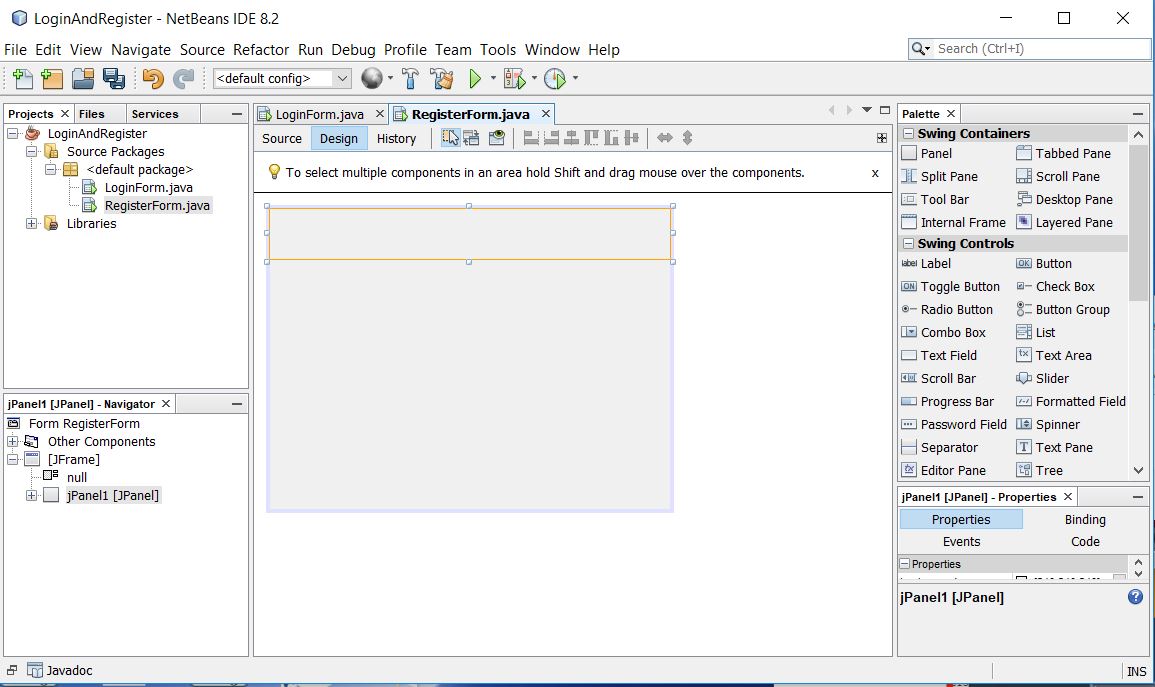 LoginAndRegister - NetBeans IDE 8.2
File Edit View Navigate Source Refactor Run Debug Profile Team Tools Window Help
Search (Ctrl+I)
<default config>
Projects Files Services
LoginAndRegister
Source Packages
<default package>
LoginForm.java
RegisterForm.java
Libraries
jPanel1 [JPanel] - Navigator
Form RegisterForm
Other Components
[JFrame]
null
jPanel1 [JPanel]
LoginForm.java RegisterForm.java
Source Design History
To select multiple components in an area hold Shift and drag mouse over the components. x
Palette
Swing Containers
Panel Tabbed Pane
Split Pane Scroll Pane
Tool Bar Desktop Pane
Internal Frame Layered Pane
Swing Controls
label Label OK Button
ON Toggle Button Check Box
Radio Button Button Group
Combo Box List
Text Field Text Area
Scroll Bar Slider
Progress Bar Formatted Field
Password Field Spinner
Separator T Text Pane
Editor Pane Tree
jPanel1 [JPanel] - Properties
Properties Binding
Events Code
Properties
jPanel1 [JPanel] ?
Javadoc
INS